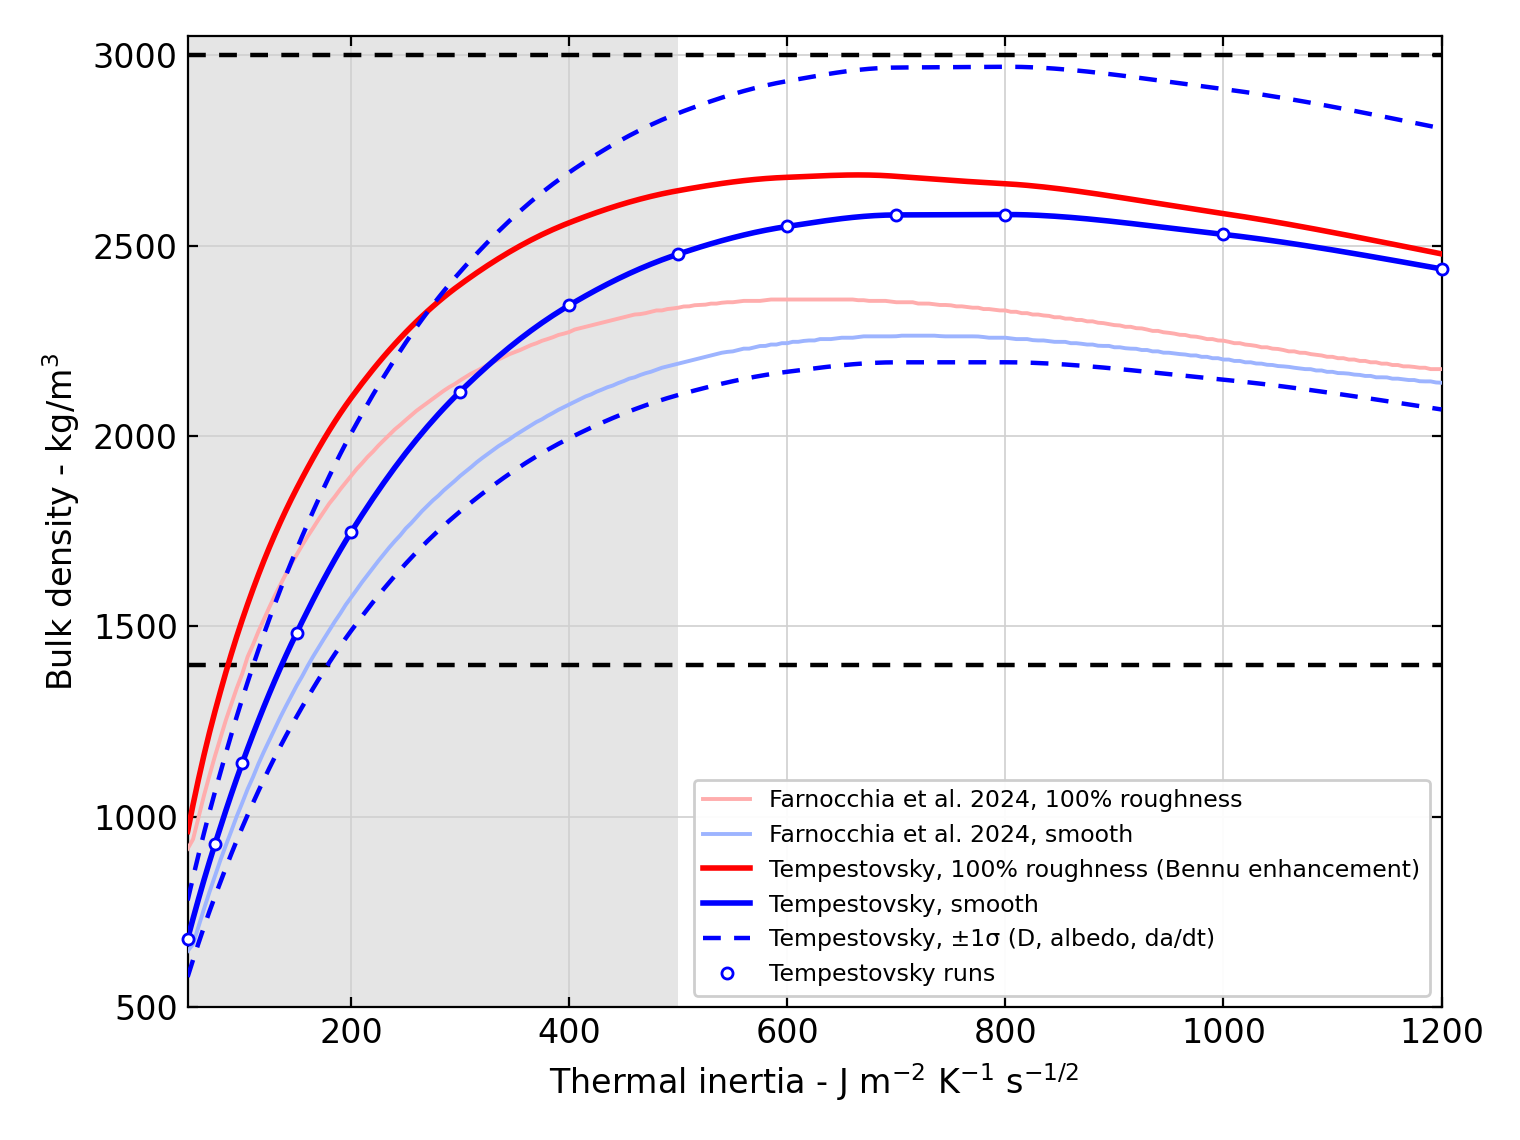 3000
2500
2000
1500
1000
500
Bulk density - kg/m³
Farnocchia et al. 2024, 100% roughness
Farnocchia et al. 2024, smooth
Tempestovsky, 100% roughness (Bennu enhancement)
Tempestovsky, smooth
Tempestovsky, ±1σ (D, albedo, da/dt)
Tempestovsky runs
200 400 600 800 1000 1200
Thermal inertia - J m⁻² K⁻¹ s⁻¹ᐟ²